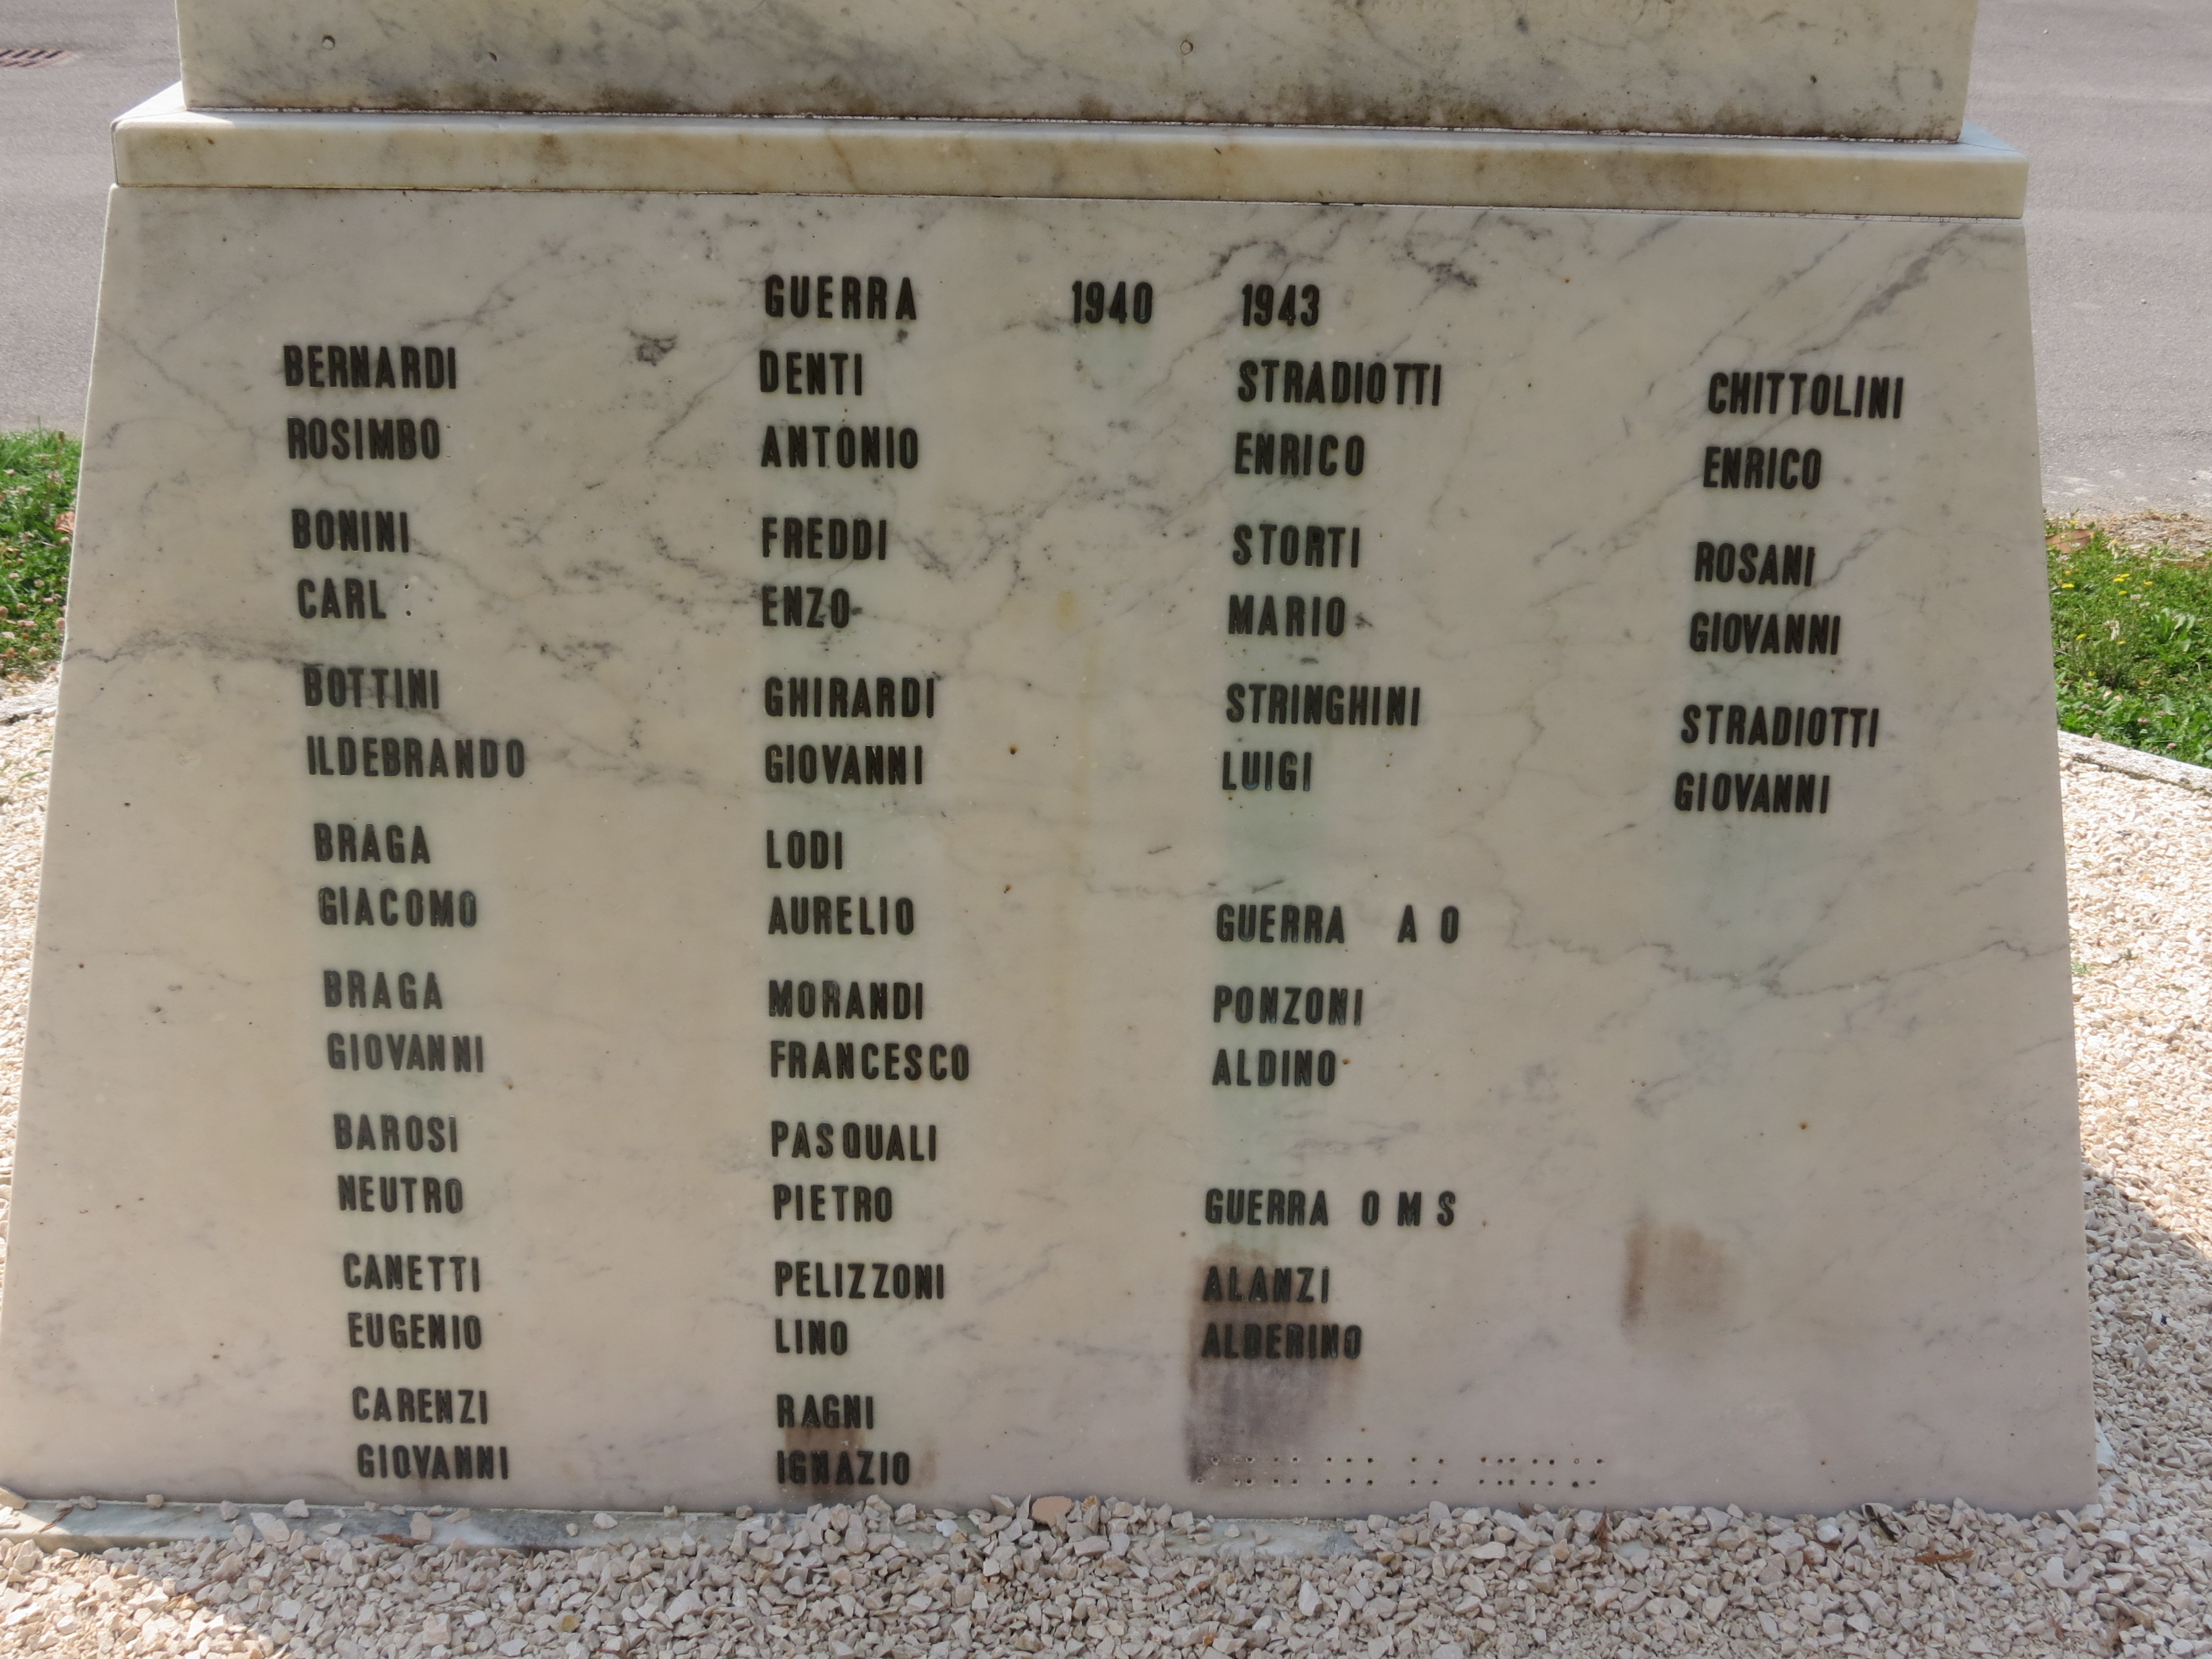 GUERRA 1940 1943
BERNARDI
ROSIMBO
BONINI
CARL
BOTTINI
ILDEBRANDO
BRAGA
GIACOMO
BRAGA
GIOVANNI
BAROSI
NEUTRO
CANETTI
EUGENIO
CARENZI
GIOVANNI
DENTI
ANTONIO
FREDDI
ENZO
GHIRARDI
GIOVANNI
LODI
AURELIO
MORANDI
FRANCESCO
PASQUALI
PIETRO
PELIZZONI
LINO
RAGNI
IGNAZIO
STRADIOTTI
ENRICO
STORTI
MARIO
STRINGHINI
LUIGI
GUERRA A O
PONZONI
ALDINO
GUERRA O M S
ALANZI
ALDERINO
CHITTOLINI
ENRICO
ROSANI
GIOVANNI
STRADIOTTI
GIOVANNI